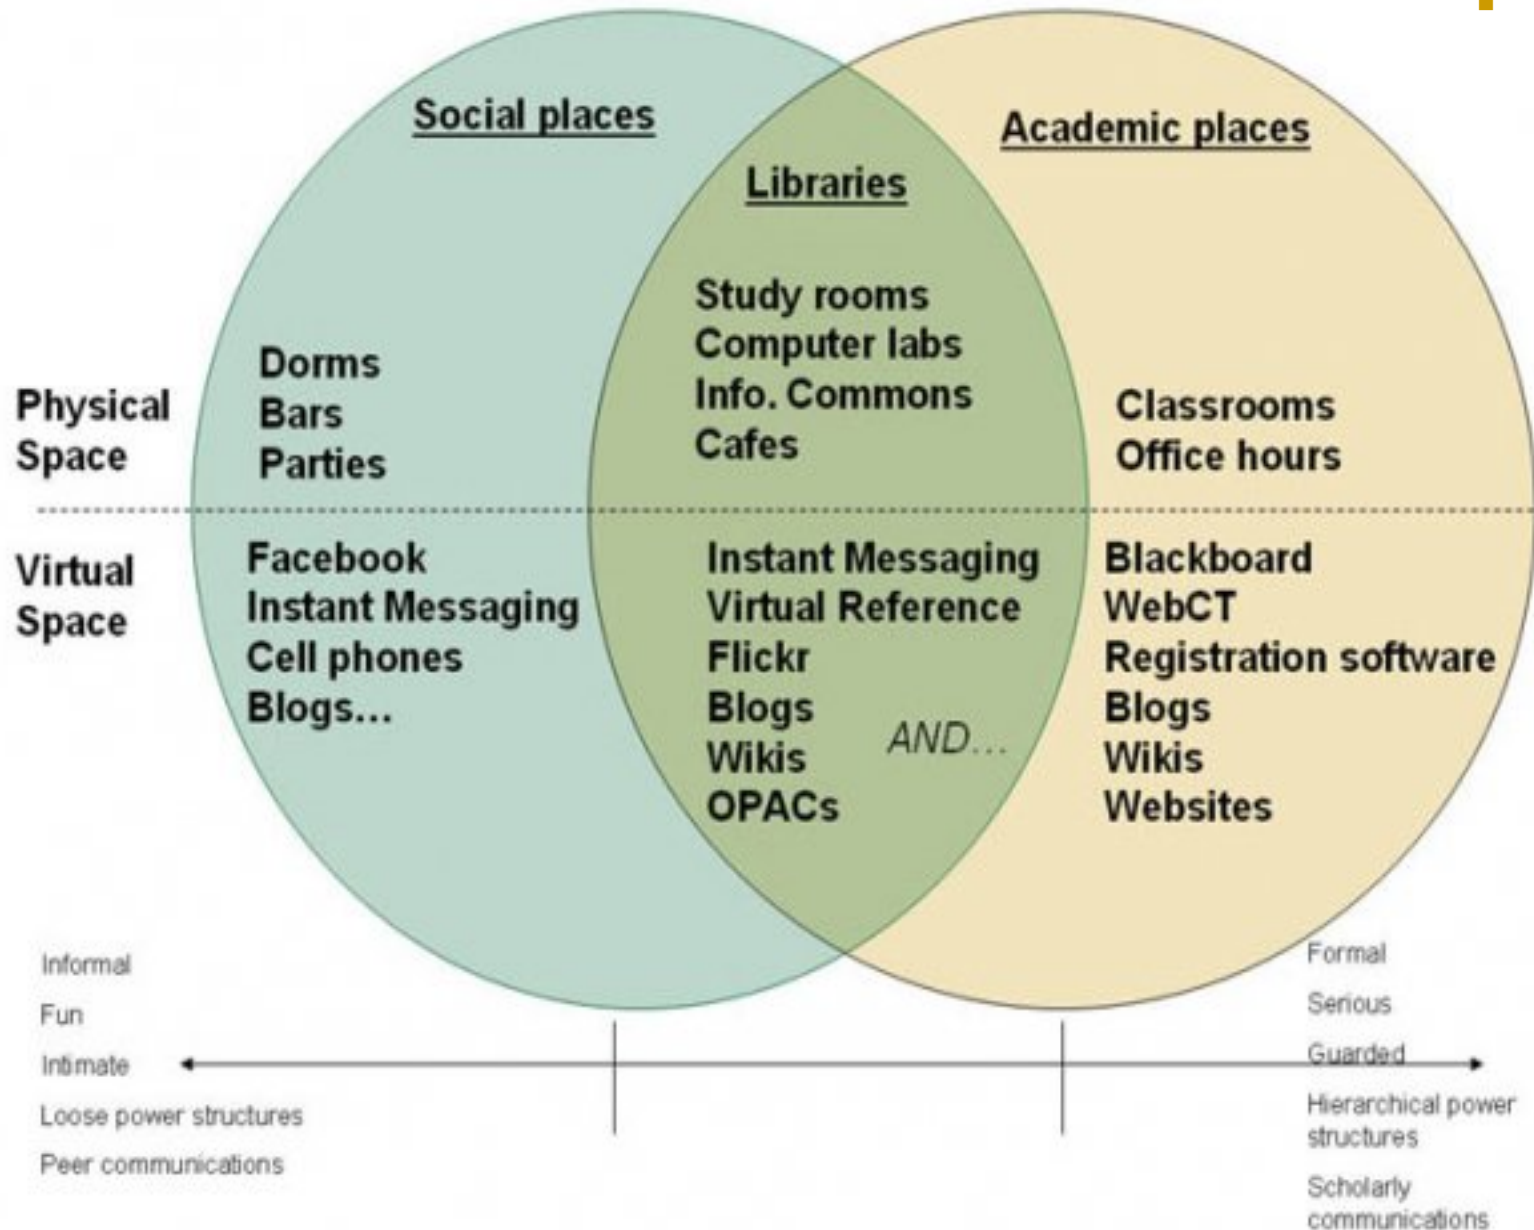 Social places
Academic places
Libraries
Physical
Space
Dorms
Bars
Parties
Study rooms
Computer labs
Info. Commons
Cafes
Classrooms
Office hours
Virtual
Space
Facebook
Instant Messaging
Cell phones
Blogs...
Instant Messaging
Virtual Reference
Flickr
Blogs
Wikis
OPACs
AND...
Blackboard
WebCT
Registration software
Blogs
Wikis
Websites
Informal
Fun
Intimate
Loose power structures
Peer communications
Formal
Serious
Guarded
Hierarchical power
structures
Scholarly
communications